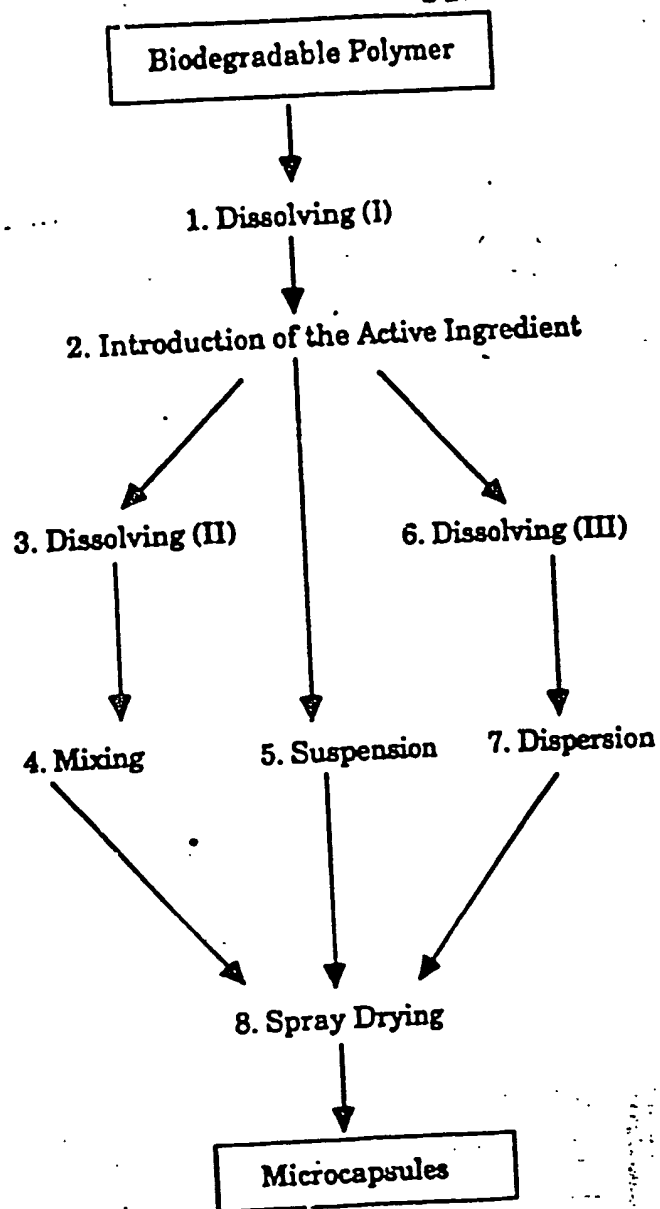 Biodegradable Polymer
1. Dissolving (I)
2. Introduction of the Active Ingredient
3. Dissolving (II)
6. Dissolving (III)
4. Mixing
5. Suspension
7. Dispersion
8. Spray Drying
Microcapsules